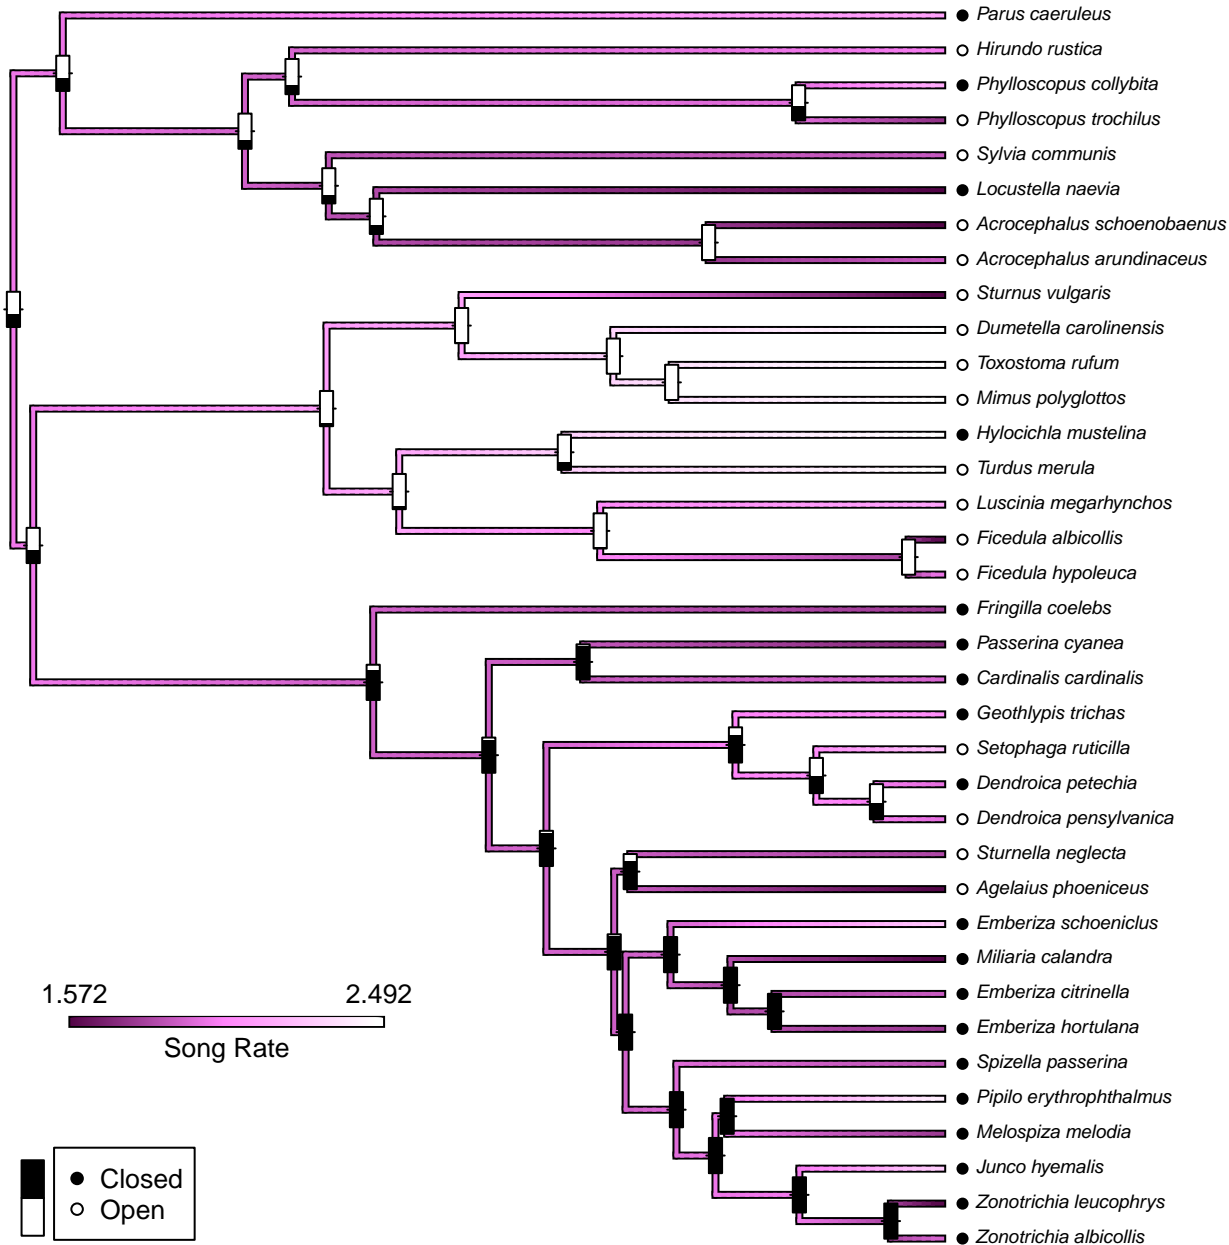 Parus caeruleus
Hirundo rustica
Phylloscopus collybita
Phylloscopus trochilus
Sylvia communis
Locustella naevia
Acrocephalus schoenobaenus
Acrocephalus arundinaceus
Sturnus vulgaris
Dumetella carolinensis
Toxostoma rufum
Mimus polyglottos
Hylocichla mustelina
Turdus merula
Luscinia megarhynchos
Ficedula albicollis
Ficedula hypoleuca
Fringilla coelebs
Passerina cyanea
Cardinalis cardinalis
Geothlypis trichas
Setophaga ruticilla
Dendroica petechia
Dendroica pensylvanica
Sturnella neglecta
Agelaius phoeniceus
Emberiza schoeniclus
Miliaria calandra
Emberiza citrinella
Emberiza hortulana
Spizella passerina
Pipilo erythrophthalmus
Melospiza melodia
Junco hyemalis
Zonotrichia leucophrys
Zonotrichia albicollis
1.572 2.492
Song Rate
Closed
Open